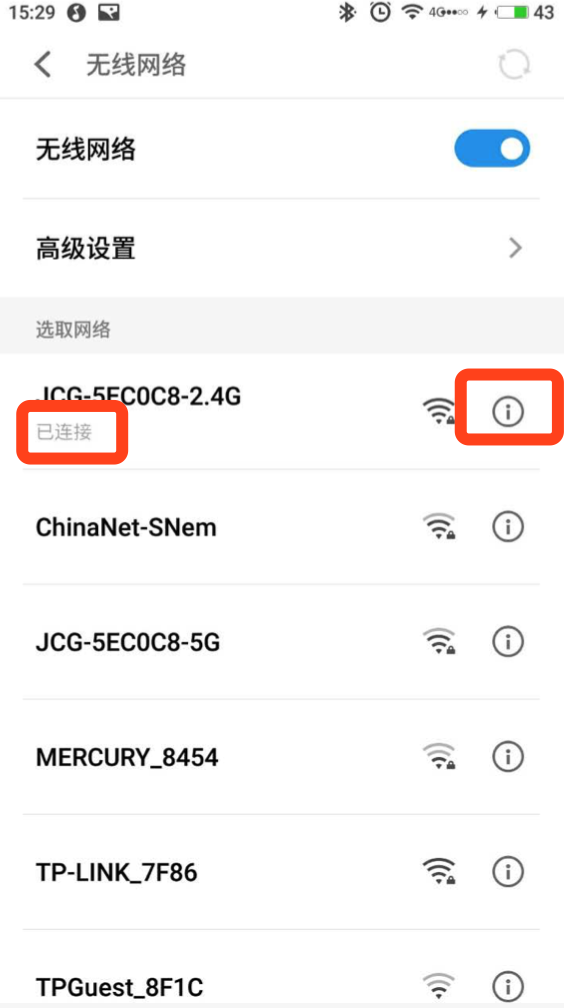 15:29 4G 43
无线网络
无线网络
高级设置
选取网络
JCG-5EC0C8-2.4G
已连接
ChinaNet-SNem
JCG-5EC0C8-5G
MERCURY_8454
TP-LINK_7F86
TPGuest_8F1C